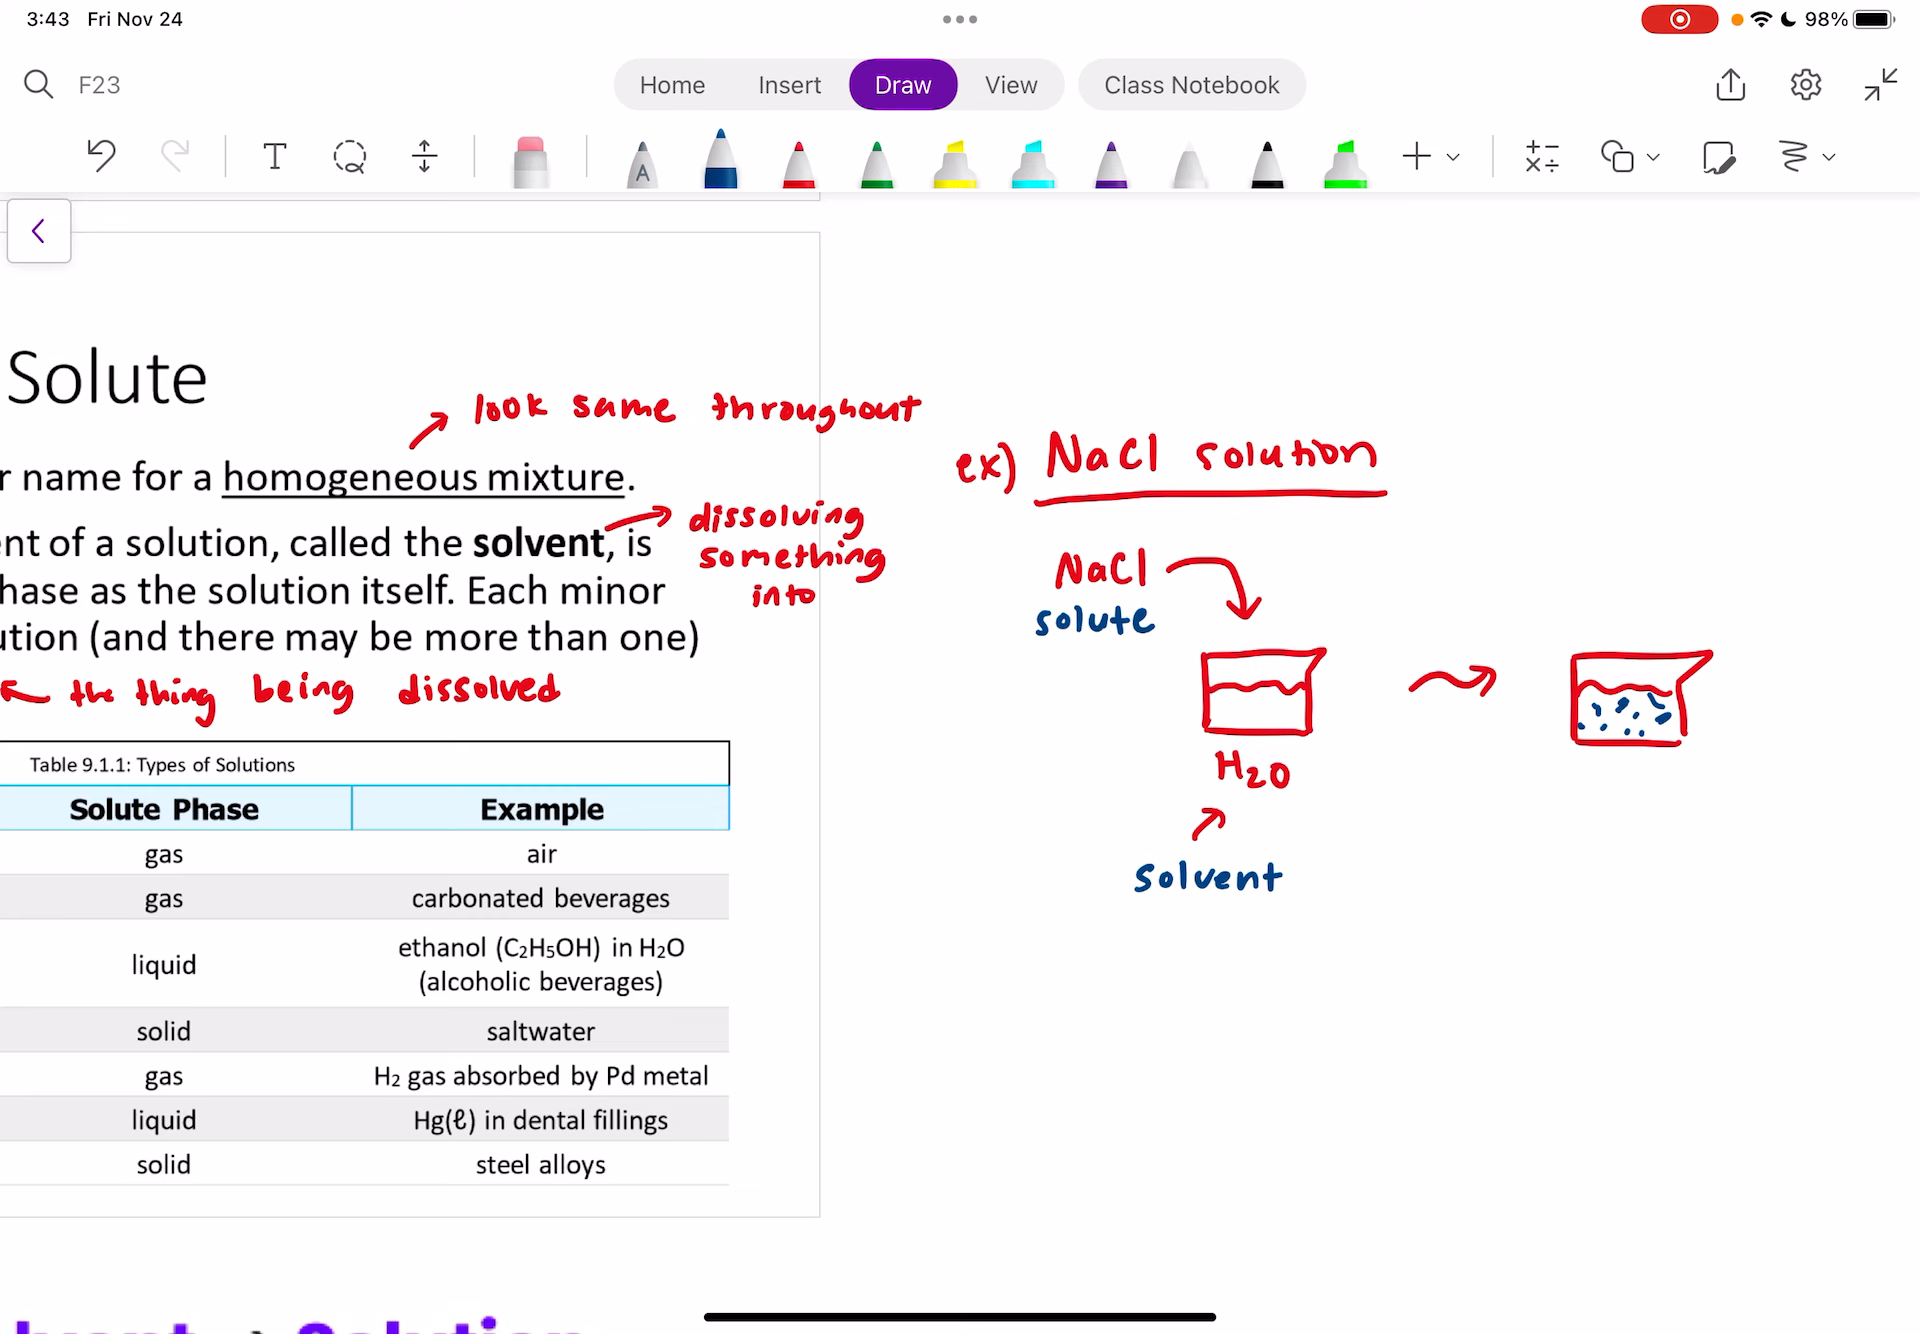 3:43 Fri Nov 24
98%
F23
Home Insert Draw View Class Notebook
T
A
Solute
look same throughout
r name for a homogeneous mixture.
ent of a solution, called the solvent, is
dissolving
something
into
hase as the solution itself. Each minor
ution (and there may be more than one)
the thing being dissolved
Table 9.1.1: Types of Solutions
Solute Phase Example
gas air
gas carbonated beverages
liquid ethanol (C₂H₅OH) in H₂O
(alcoholic beverages)
solid saltwater
gas H₂ gas absorbed by Pd metal
liquid Hg(ℓ) in dental fillings
solid steel alloys
ex) NaCl solution
NaCl
solute
H₂O
solvent